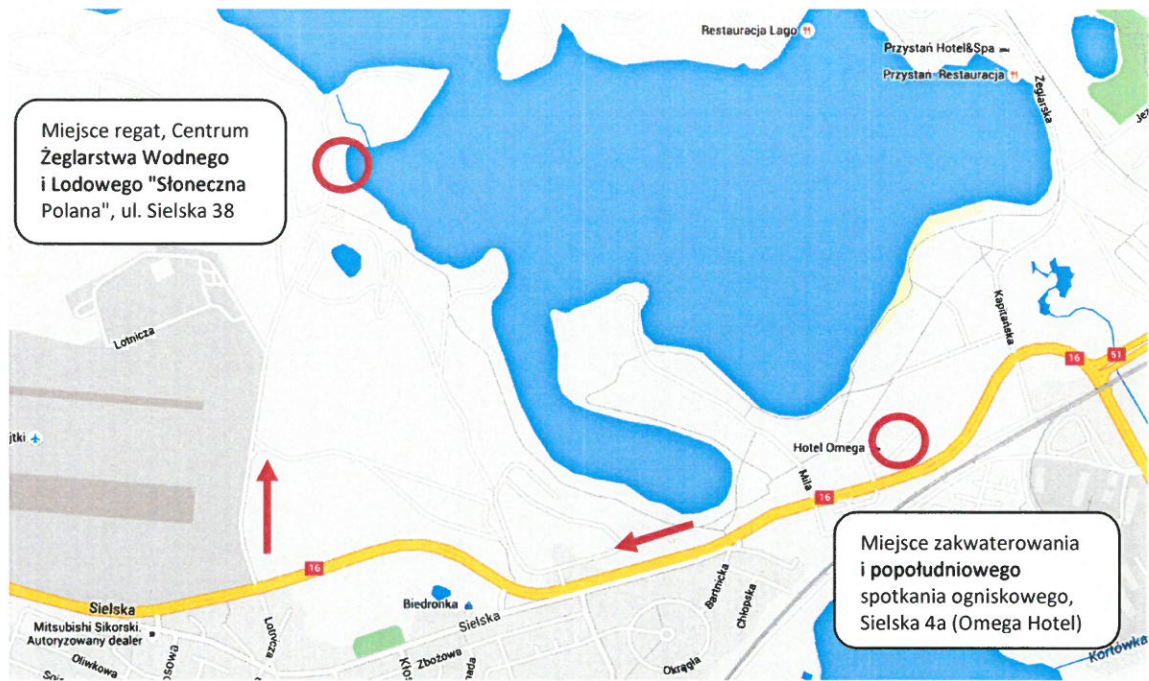 Restauracja Lago
Przystań Hotel&Spa
Przystań Restauracja
Żeglarska
Miejsce regat, Centrum
Żeglarstwa Wodnego
i Lodowego "Słoneczna
Polana", ul. Sielska 38
Lotnicza
Kapitańska
16
51
Hotel Omega
Miła
16
16
Miejsce zakwaterowania
i popołudniowego
spotkania ogniskowego,
Sielska 4a (Omega Hotel)
Sielska
Mitsubishi Sikorski.
Autoryzowany dealer
Oliwkowa
Lotnicza
Biedronka
Sielska
Zbożowa
Bartnicka
Chłopska
Okrągła
Kortówka